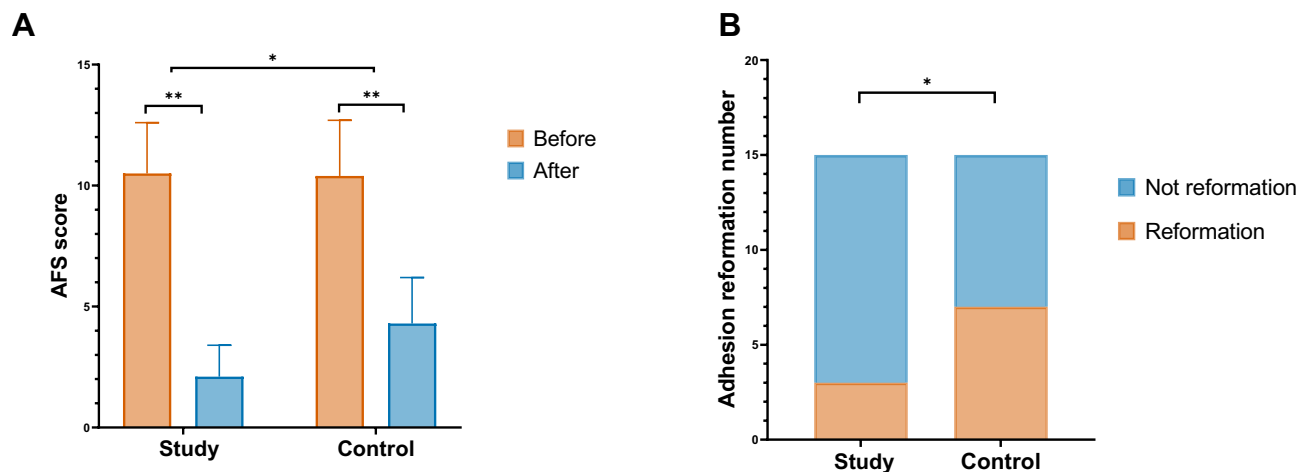 A
AFS score
15
10
5
0
*
**
**
Study
Control
Before
After
B
Adhesion reformation number
20
15
10
5
0
*
Study
Control
Not reformation
Reformation